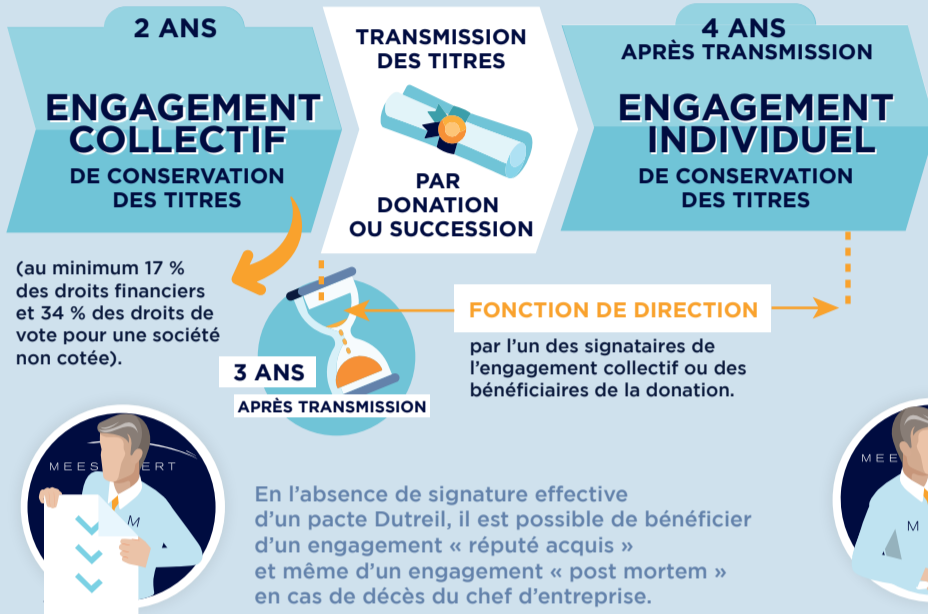 2 ANS
ENGAGEMENT
COLLECTIF
DE CONSERVATION
DES TITRES
TRANSMISSION
DES TITRES
PAR
DONATION
OU SUCCESSION
4 ANS
APRÈS TRANSMISSION
ENGAGEMENT
INDIVIDUEL
DE CONSERVATION
DES TITRES
(au minimum 17 %
des droits financiers
et 34 % des droits de
vote pour une société
non cotée).
3 ANS
APRÈS TRANSMISSION
FONCTION DE DIRECTION
par l’un des signataires de
l’engagement collectif ou des
bénéficiaires de la donation.
MEES ERT
M
En l’absence de signature effective
d’un pacte Dutreil, il est possible de bénéficier
d’un engagement « réputé acquis »
et même d’un engagement « post mortem »
en cas de décès du chef d’entreprise.
MEE
M